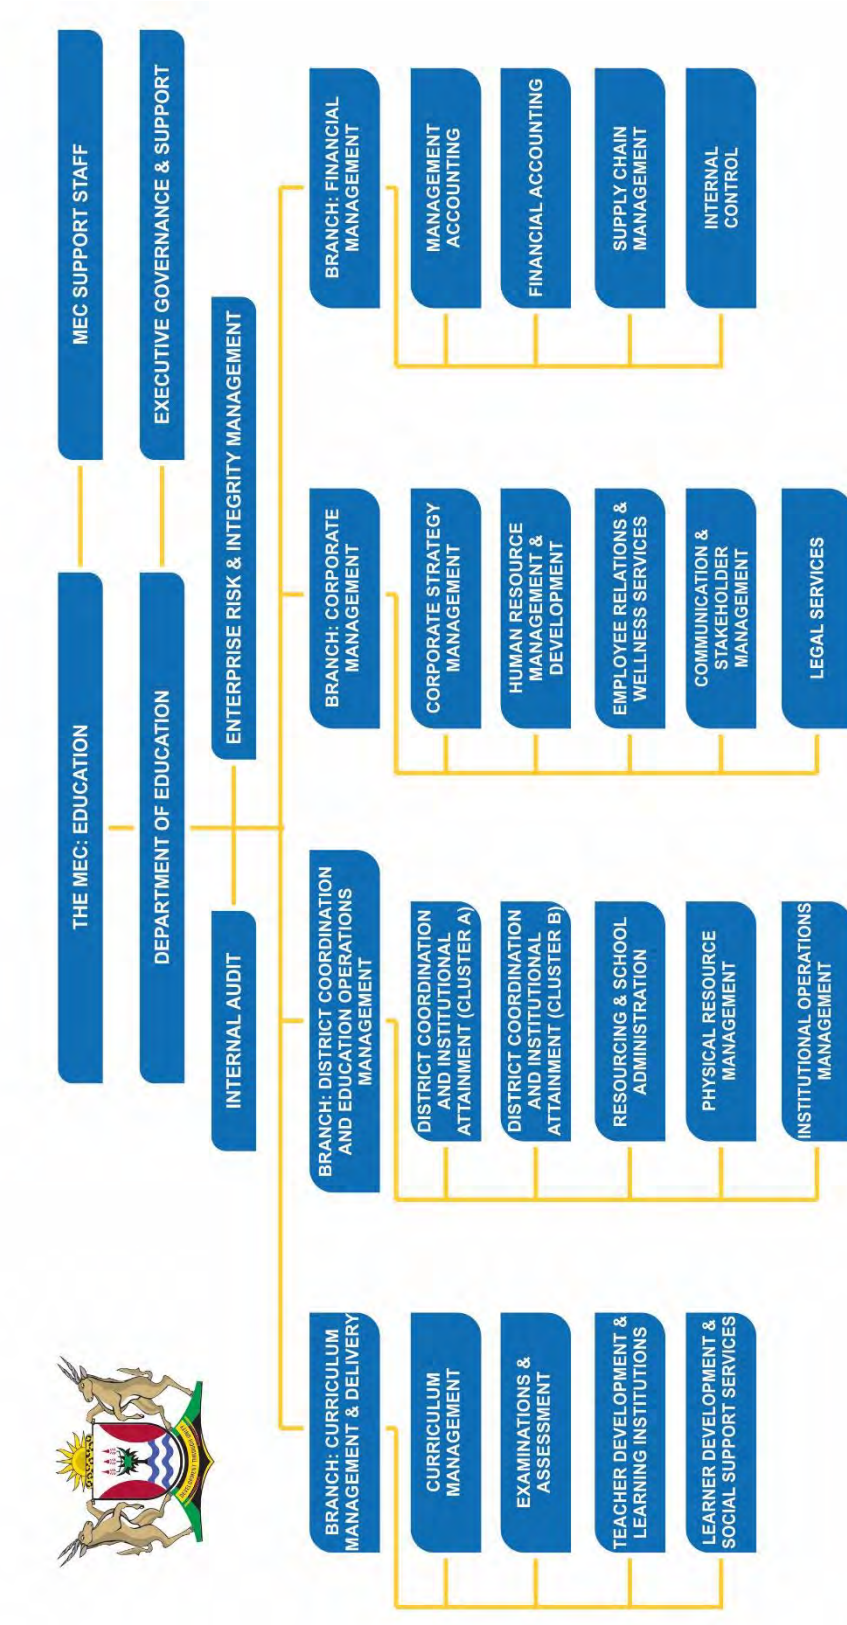 THE MEC: EDUCATION
MEC SUPPORT STAFF
DEPARTMENT OF EDUCATION
EXECUTIVE GOVERNANCE & SUPPORT
INTERNAL AUDIT
ENTERPRISE RISK & INTEGRITY MANAGEMENT
BRANCH: CURRICULUM
MANAGEMENT & DELIVERY
CURRICULUM
MANAGEMENT
EXAMINATIONS &
ASSESSMENT
TEACHER DEVELOPMENT &
LEARNING INSTITUTIONS
LEARNER DEVELOPMENT &
SOCIAL SUPPORT SERVICES
BRANCH: DISTRICT COORDINATION
AND EDUCATION OPERATIONS
MANAGEMENT
DISTRICT COORDINATION
AND INSTITUTIONAL
ATTAINMENT (CLUSTER A)
DISTRICT COORDINATION
AND INSTITUTIONAL
ATTAINMENT (CLUSTER B)
RESOURCING & SCHOOL
ADMINISTRATION
PHYSICAL RESOURCE
MANAGEMENT
INSTITUTIONAL OPERATIONS
MANAGEMENT
BRANCH: CORPORATE
MANAGEMENT
CORPORATE STRATEGY
MANAGEMENT
HUMAN RESOURCE
MANAGEMENT &
DEVELOPMENT
EMPLOYEE RELATIONS &
WELLNESS SERVICES
COMMUNICATION &
STAKEHOLDER
MANAGEMENT
LEGAL SERVICES
BRANCH: FINANCIAL
MANAGEMENT
MANAGEMENT
ACCOUNTING
FINANCIAL ACCOUNTING
SUPPLY CHAIN
MANAGEMENT
INTERNAL
CONTROL
DEVELOPMENT THROUGH UNITY